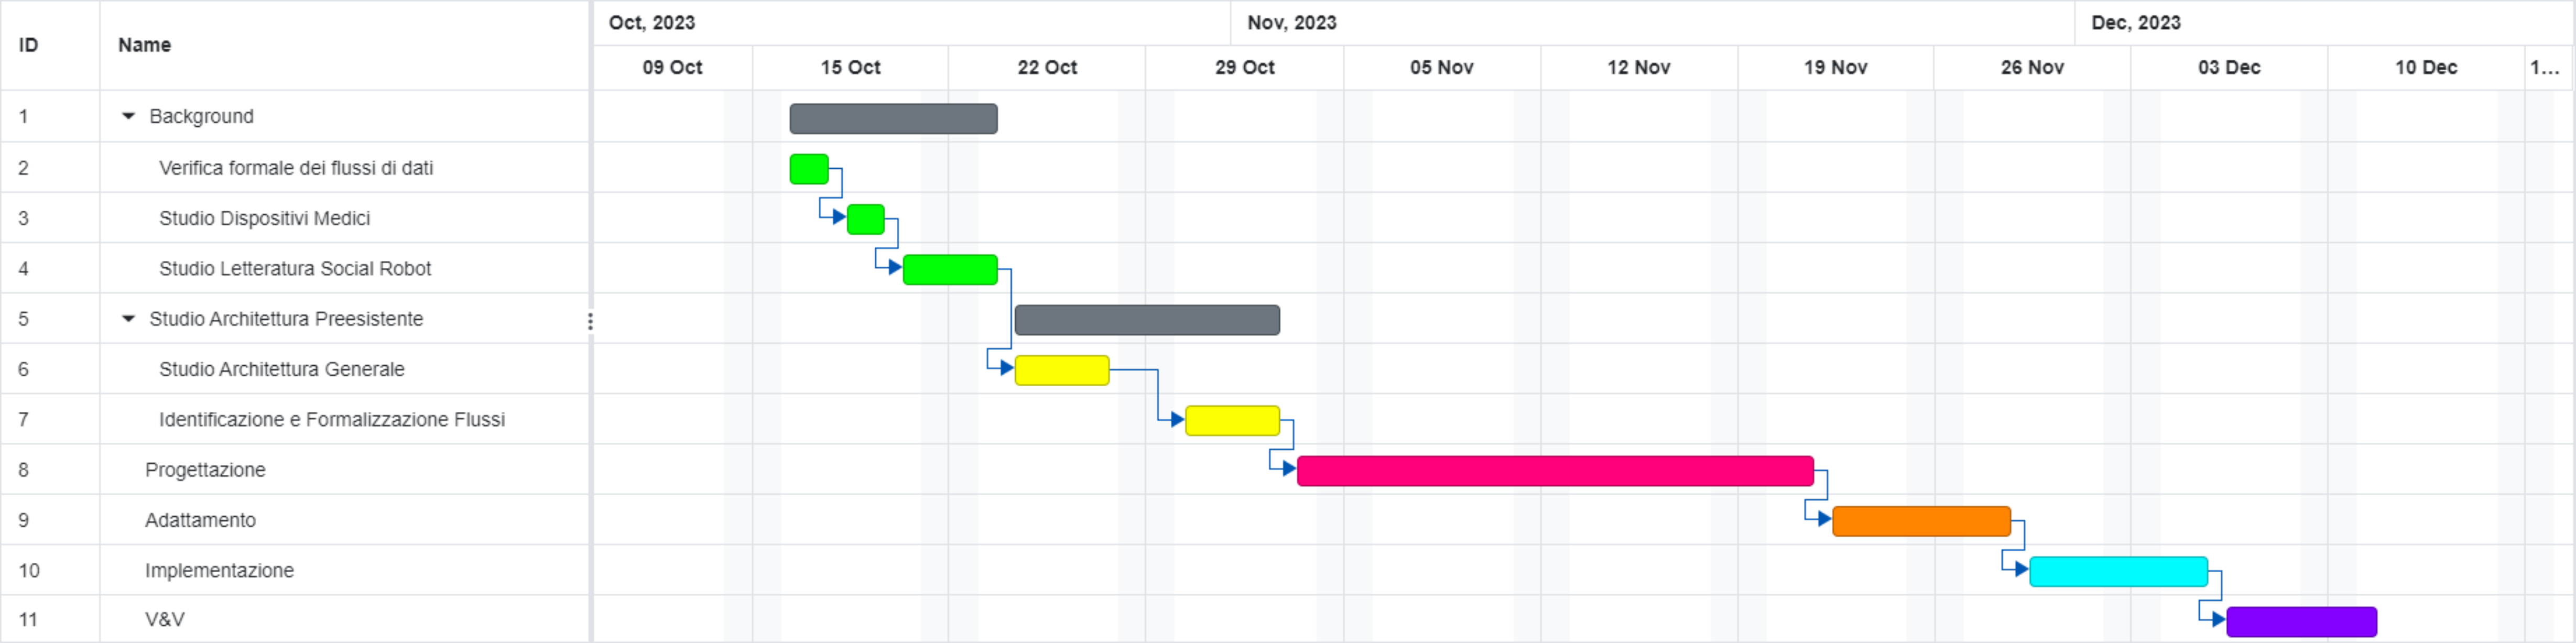 ID Name Oct, 2023 Nov, 2023 Dec, 2023
09 Oct 15 Oct 22 Oct 29 Oct 05 Nov 12 Nov 19 Nov 26 Nov 03 Dec 10 Dec 1...
1 Background
2 Verifica formale dei flussi di dati
3 Studio Dispositivi Medici
4 Studio Letteratura Social Robot
5 Studio Architettura Preesistente
6 Studio Architettura Generale
7 Identificazione e Formalizzazione Flussi
8 Progettazione
9 Adattamento
10 Implementazione
11 V&V